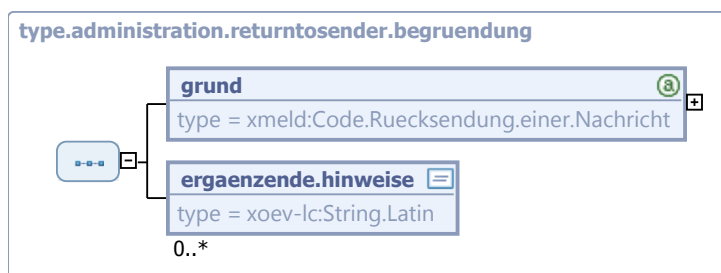 type.administration.returntosender.begruendung
grund
type = xmeld:Code.Ruecksendung.einer.Nachricht
ergaenzende.hinweise
type = xoev-lc:String.Latin
0..*